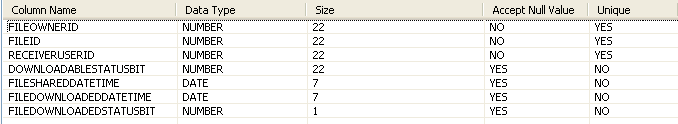 Column Name Data Type Size Accept Null Value Unique
FILEOWNERID NUMBER 22 NO YES
FILEID NUMBER 22 NO YES
RECEIVERUSERID NUMBER 22 NO YES
DOWNLOADABLESTATUSBIT NUMBER 22 YES NO
FILESHAREDDATETIME DATE 7 YES NO
FILEDOWNLOADEDDATETIME DATE 7 YES NO
FILEDOWNLOADEDSTATUSBIT NUMBER 1 YES NO